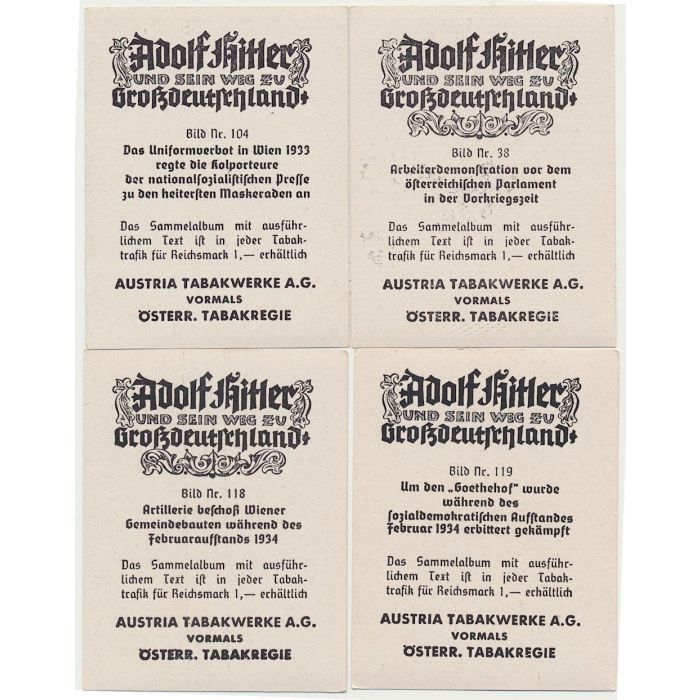 Adolf Hitler
UND SEIN WEG ZU
Großdeutschland
Bild Nr. 104
Das Uniformverbot in Wien 1933
regte die Kolporteure
der nationalsozialistischen Presse
zu den heitersten Maskeraden an
Das Sammelalbum mit ausführ-
lichem Text ist in jeder Tabak-
trafik für Reichsmark 1,— erhältlich
AUSTRIA TABAKWERKE A.G.
VORMALS
ÖSTERR. TABAKREGIE
Adolf Hitler
UND SEIN WEG ZU
Großdeutschland
Bild Nr. 38
Arbeiterdemonstration vor dem
österreichischen Parlament
in der Vorkriegszeit
Das Sammelalbum mit ausführ-
lichem Text ist in jeder Tabak-
trafik für Reichsmark 1,— erhältlich
AUSTRIA TABAKWERKE A.G.
VORMALS
ÖSTERR. TABAKREGIE
Adolf Hitler
UND SEIN WEG ZU
Großdeutschland
Bild Nr. 118
Artillerie beschoß Wiener
Gemeindebauten während des
Februaraufstands 1934
Das Sammelalbum mit ausführ-
lichem Text ist in jeder Tabak-
trafik für Reichsmark 1,— erhältlich
AUSTRIA TABAKWERKE A.G.
VORMALS
ÖSTERR. TABAKREGIE
Adolf Hitler
UND SEIN WEG ZU
Großdeutschland
Bild Nr. 119
Um den „Goethehof" wurde
während des
sozialdemokratischen Aufstandes
Februar 1934 erbittert gekämpft
Das Sammelalbum mit ausführ-
lichem Text ist in jeder Tabak-
trafik für Reichsmark 1,— erhältlich
AUSTRIA TABAKWERKE A.G.
VORMALS
ÖSTERR. TABAKREGIE